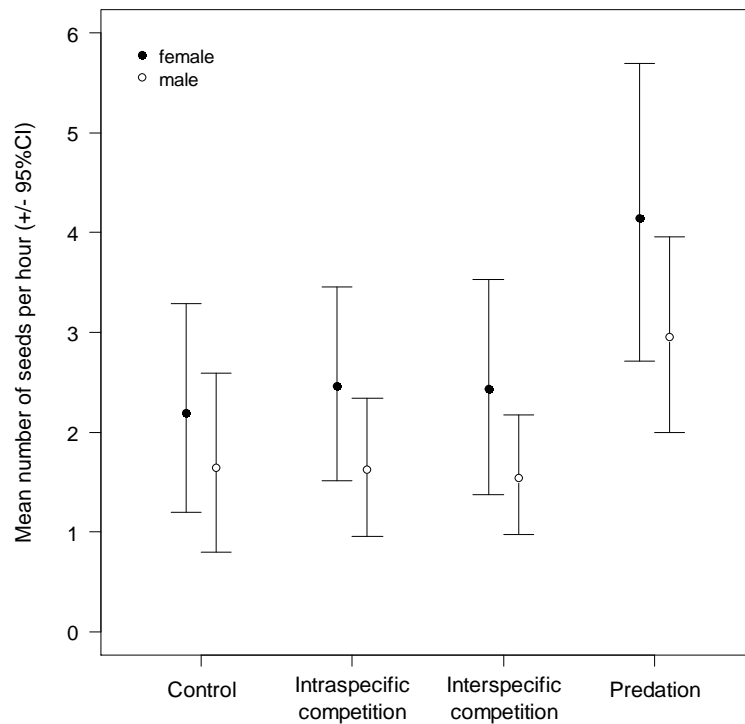 Mean number of seeds per hour (+/- 95%CI)
6
5
4
3
2
1
0
female
male
Control
Intraspecific
competition
Interspecific
competition
Predation